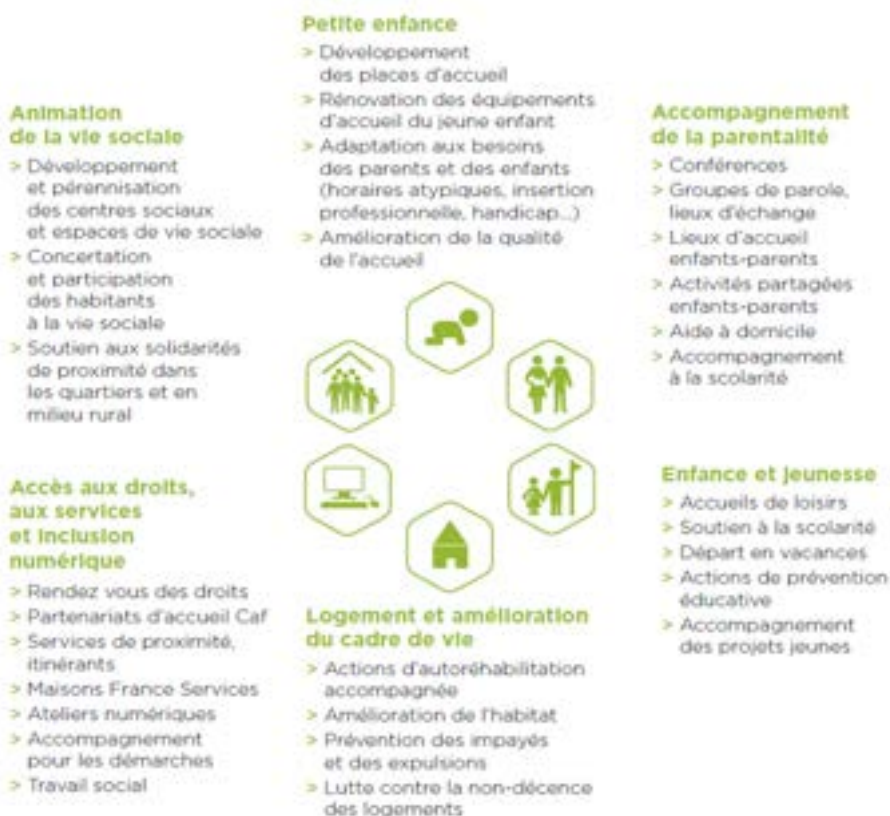 Petite enfance
> Développement
des places d'accueil
> Rénovation des équipements
d'accueil du jeune enfant
> Adaptation aux besoins
des parents et des enfants
(horaires atypiques, insertion
professionnelle, handicap...)
> Amélioration de la qualité
de l'accueil
Animation
de la vie sociale
> Développement
et pérennisation
des centres sociaux
et espaces de vie sociale
> Concertation
et participation
des habitants
à la vie sociale
> Soutien aux solidarités
de proximité dans
les quartiers et en
milieu rural
Accompagnement
de la parentalité
> Conférences
> Groupes de parole,
lieux d'échange
> Lieux d'accueil
enfants-parents
> Activités partagées
enfants-parents
> Aide à domicile
> Accompagnement
à la scolarité
Accès aux droits,
aux services
et inclusion
numérique
> Rendez vous des droits
> Partenariats d'accueil Caf
> Services de proximité,
itinérants
> Maisons France Services
> Ateliers numériques
> Accompagnement
pour les démarches
> Travail social
Logement et amélioration
du cadre de vie
> Actions d'autoréhabilitation
accompagnée
> Amélioration de l'habitat
> Prévention des impayés
et des expulsions
> Lutte contre la non-décence
des logements
Enfance et jeunesse
> Accueils de loisirs
> Soutien à la scolarité
> Départ en vacances
> Actions de prévention
éducative
> Accompagnement
des projets jeunes